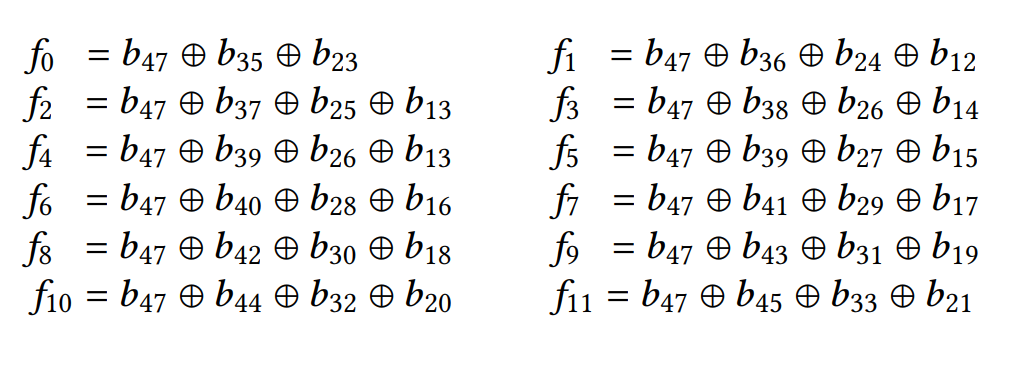 f₀ = b₄₇ ⊕ b₃₅ ⊕ b₂₃ f₁ = b₄₇ ⊕ b₃₆ ⊕ b₂₄ ⊕ b₁₂
f₂ = b₄₇ ⊕ b₃₇ ⊕ b₂₅ ⊕ b₁₃ f₃ = b₄₇ ⊕ b₃₈ ⊕ b₂₆ ⊕ b₁₄
f₄ = b₄₇ ⊕ b₃₉ ⊕ b₂₆ ⊕ b₁₃ f₅ = b₄₇ ⊕ b₃₉ ⊕ b₂₇ ⊕ b₁₅
f₆ = b₄₇ ⊕ b₄₀ ⊕ b₂₈ ⊕ b₁₆ f₇ = b₄₇ ⊕ b₄₁ ⊕ b₂₉ ⊕ b₁₇
f₈ = b₄₇ ⊕ b₄₂ ⊕ b₃₀ ⊕ b₁₈ f₉ = b₄₇ ⊕ b₄₃ ⊕ b₃₁ ⊕ b₁₉
f₁₀ = b₄₇ ⊕ b₄₄ ⊕ b₃₂ ⊕ b₂₀ f₁₁ = b₄₇ ⊕ b₄₅ ⊕ b₃₃ ⊕ b₂₁